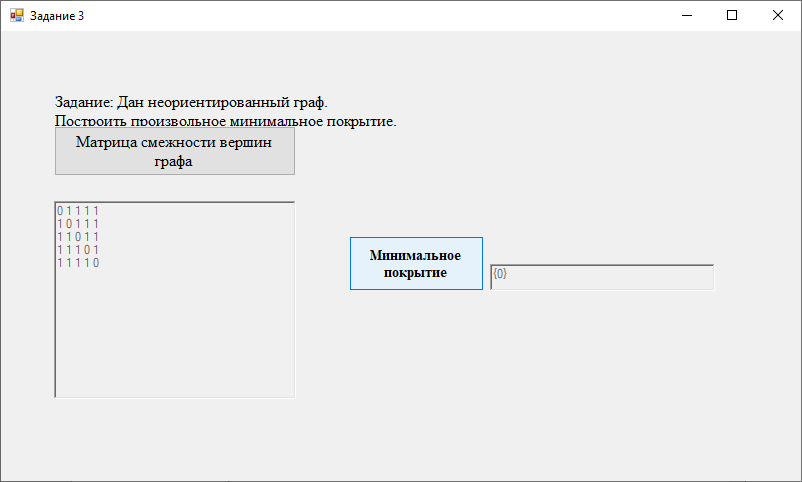 Задание 3
Задание: Дан неориентированный граф.
Построить произвольное минимальное покрытие.
Матрица смежности вершин
графа
0 1 1 1 1
1 0 1 1 1
1 1 0 1 1
1 1 1 0 1
1 1 1 1 0
Минимальное
покрытие
{0}